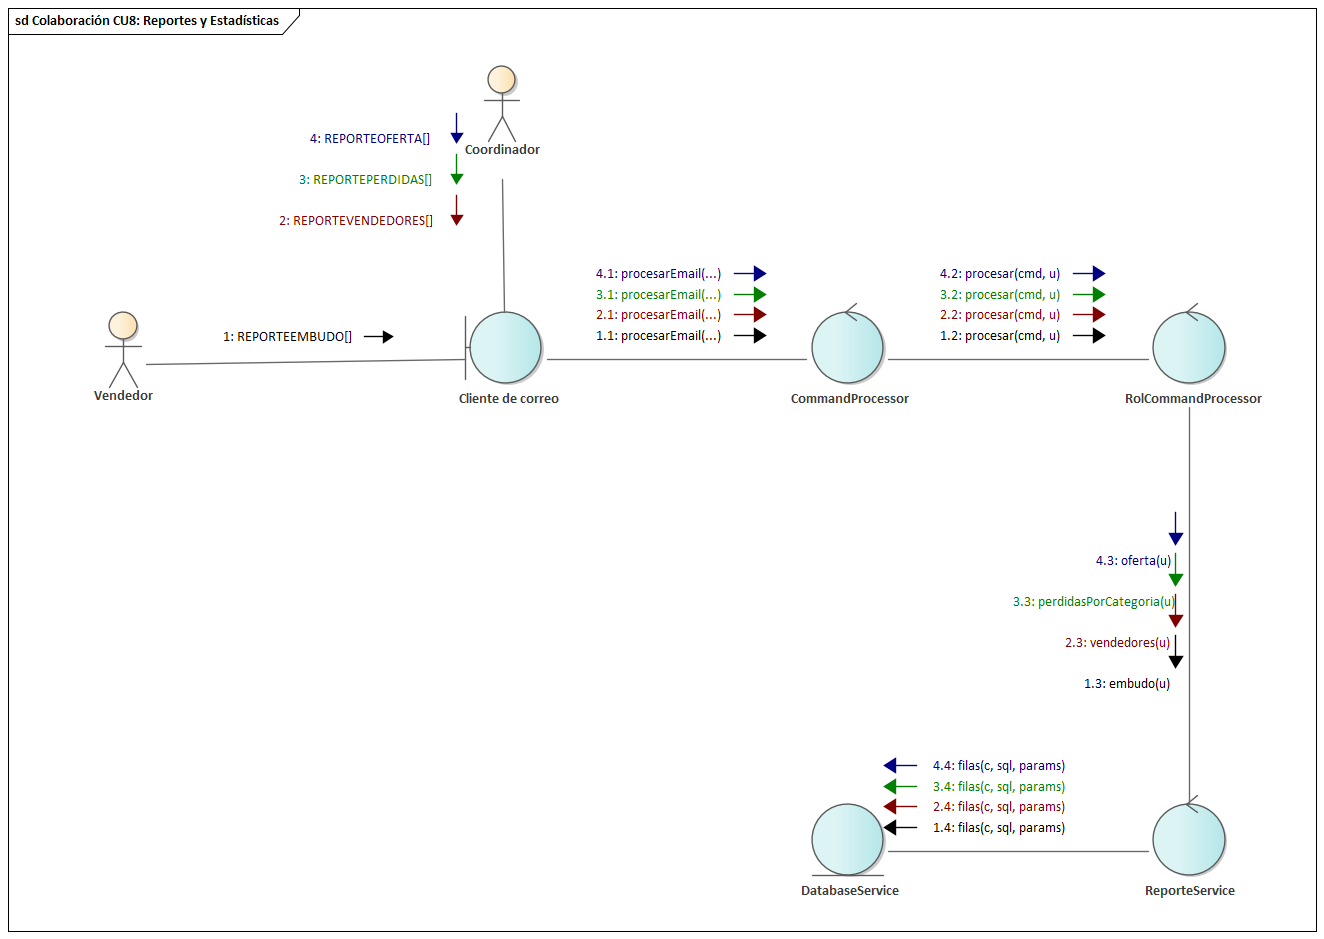 sd Colaboración CU8: Reportes y Estadísticas
4: REPORTEOFERTA[]
Coordinador
3: REPORTEPERDIDAS[]
2: REPORTEVENDEDORES[]
4.1: procesarEmail(...)
4.2: procesar(cmd, u)
3.1: procesarEmail(...)
3.2: procesar(cmd, u)
2.1: procesarEmail(...)
2.2: procesar(cmd, u)
1: REPORTEEMBUDO[]
1.1: procesarEmail(...)
1.2: procesar(cmd, u)
Vendedor
Cliente de correo
CommandProcessor
RolCommandProcessor
4.3: oferta(u)
3.3: perdidasPorCategoria(u)
2.3: vendedores(u)
1.3: embudo(u)
4.4: filas(c, sql, params)
3.4: filas(c, sql, params)
2.4: filas(c, sql, params)
1.4: filas(c, sql, params)
DatabaseService
ReporteService